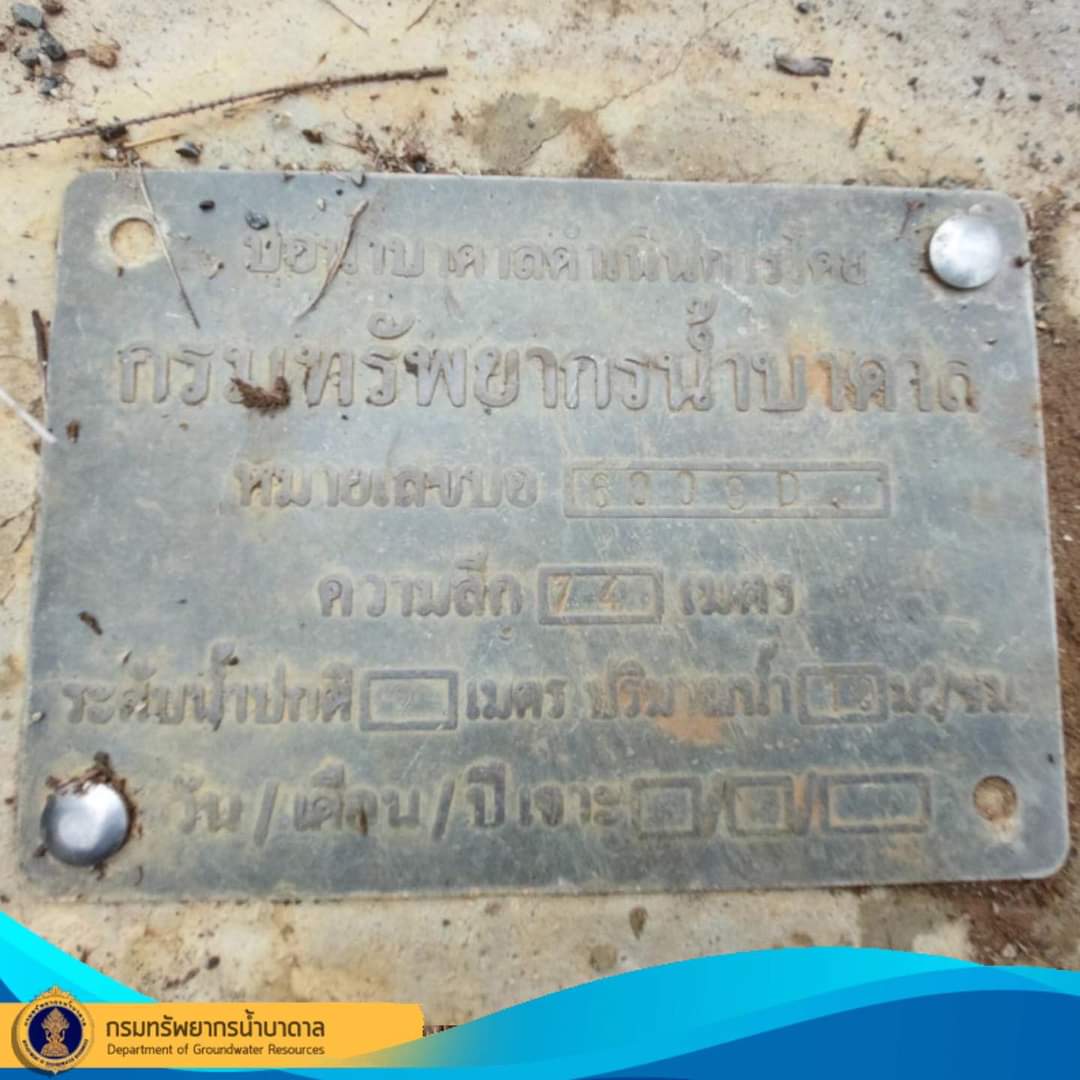 บ่อน้ำบาดาลดำเนินการโดย
กรมทรัพยากรน้ำบาดาล
หมายเลขบ่อ
ความลึก 74 เมตร
ระดับน้ำปกติ เมตร ปริมาณน้ำ ม³/ชม.
วัน/เดือน/ปี เจาะ / /
กรมทรัพยากรน้ำบาดาล
Department of Groundwater Resources